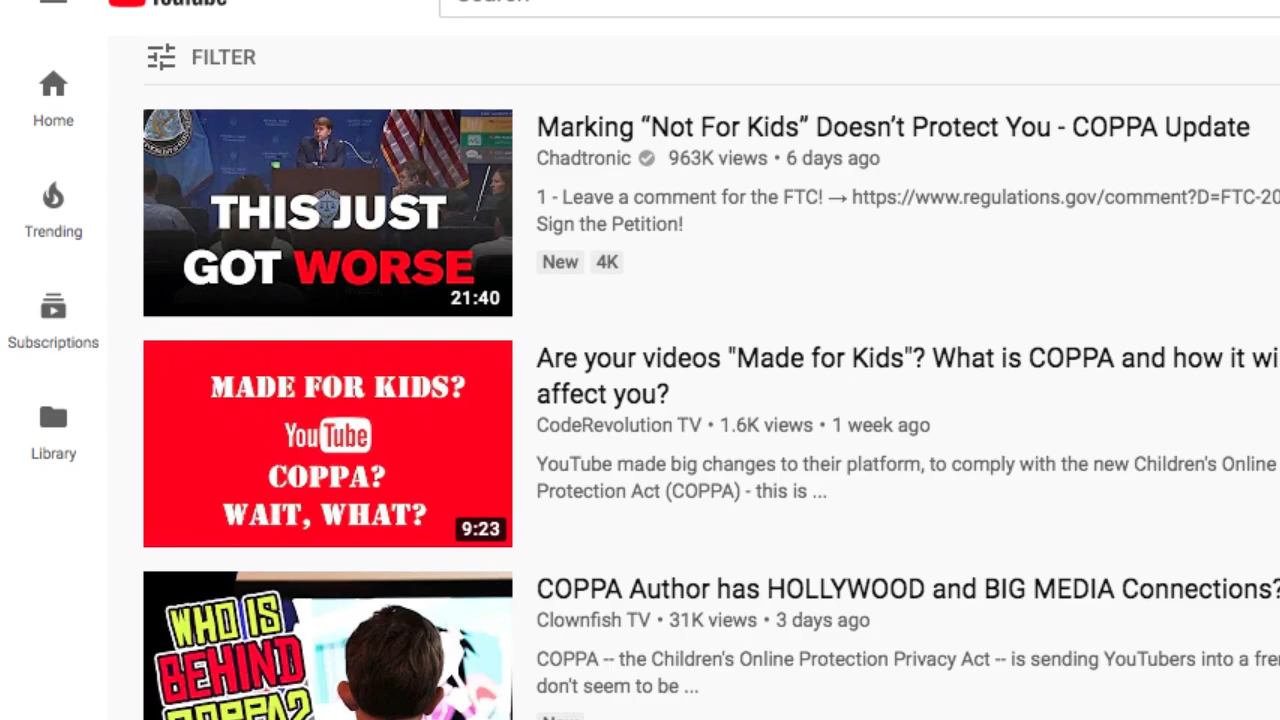 YouTube
Search
FILTER
Home
Trending
Subscriptions
Library
THIS JUST
GOT WORSE
21:40
Marking “Not For Kids” Doesn’t Protect You - COPPA Update
Chadtronic 963K views • 6 days ago
1 - Leave a comment for the FTC! → https://www.regulations.gov/comment?D=FTC-20
Sign the Petition!
New 4K
MADE FOR KIDS?
YouTube
COPPA?
WAIT, WHAT?
9:23
Are your videos "Made for Kids"? What is COPPA and how it wi
affect you?
CodeRevolution TV • 1.6K views • 1 week ago
YouTube made big changes to their platform, to comply with the new Children's Online
Protection Act (COPPA) - this is ...
WHO IS
BEHIND
COPPA?
COPPA Author has HOLLYWOOD and BIG MEDIA Connections?
Clownfish TV • 31K views • 3 days ago
COPPA -- the Children's Online Protection Privacy Act -- is sending YouTubers into a fre
don't seem to be ...
New